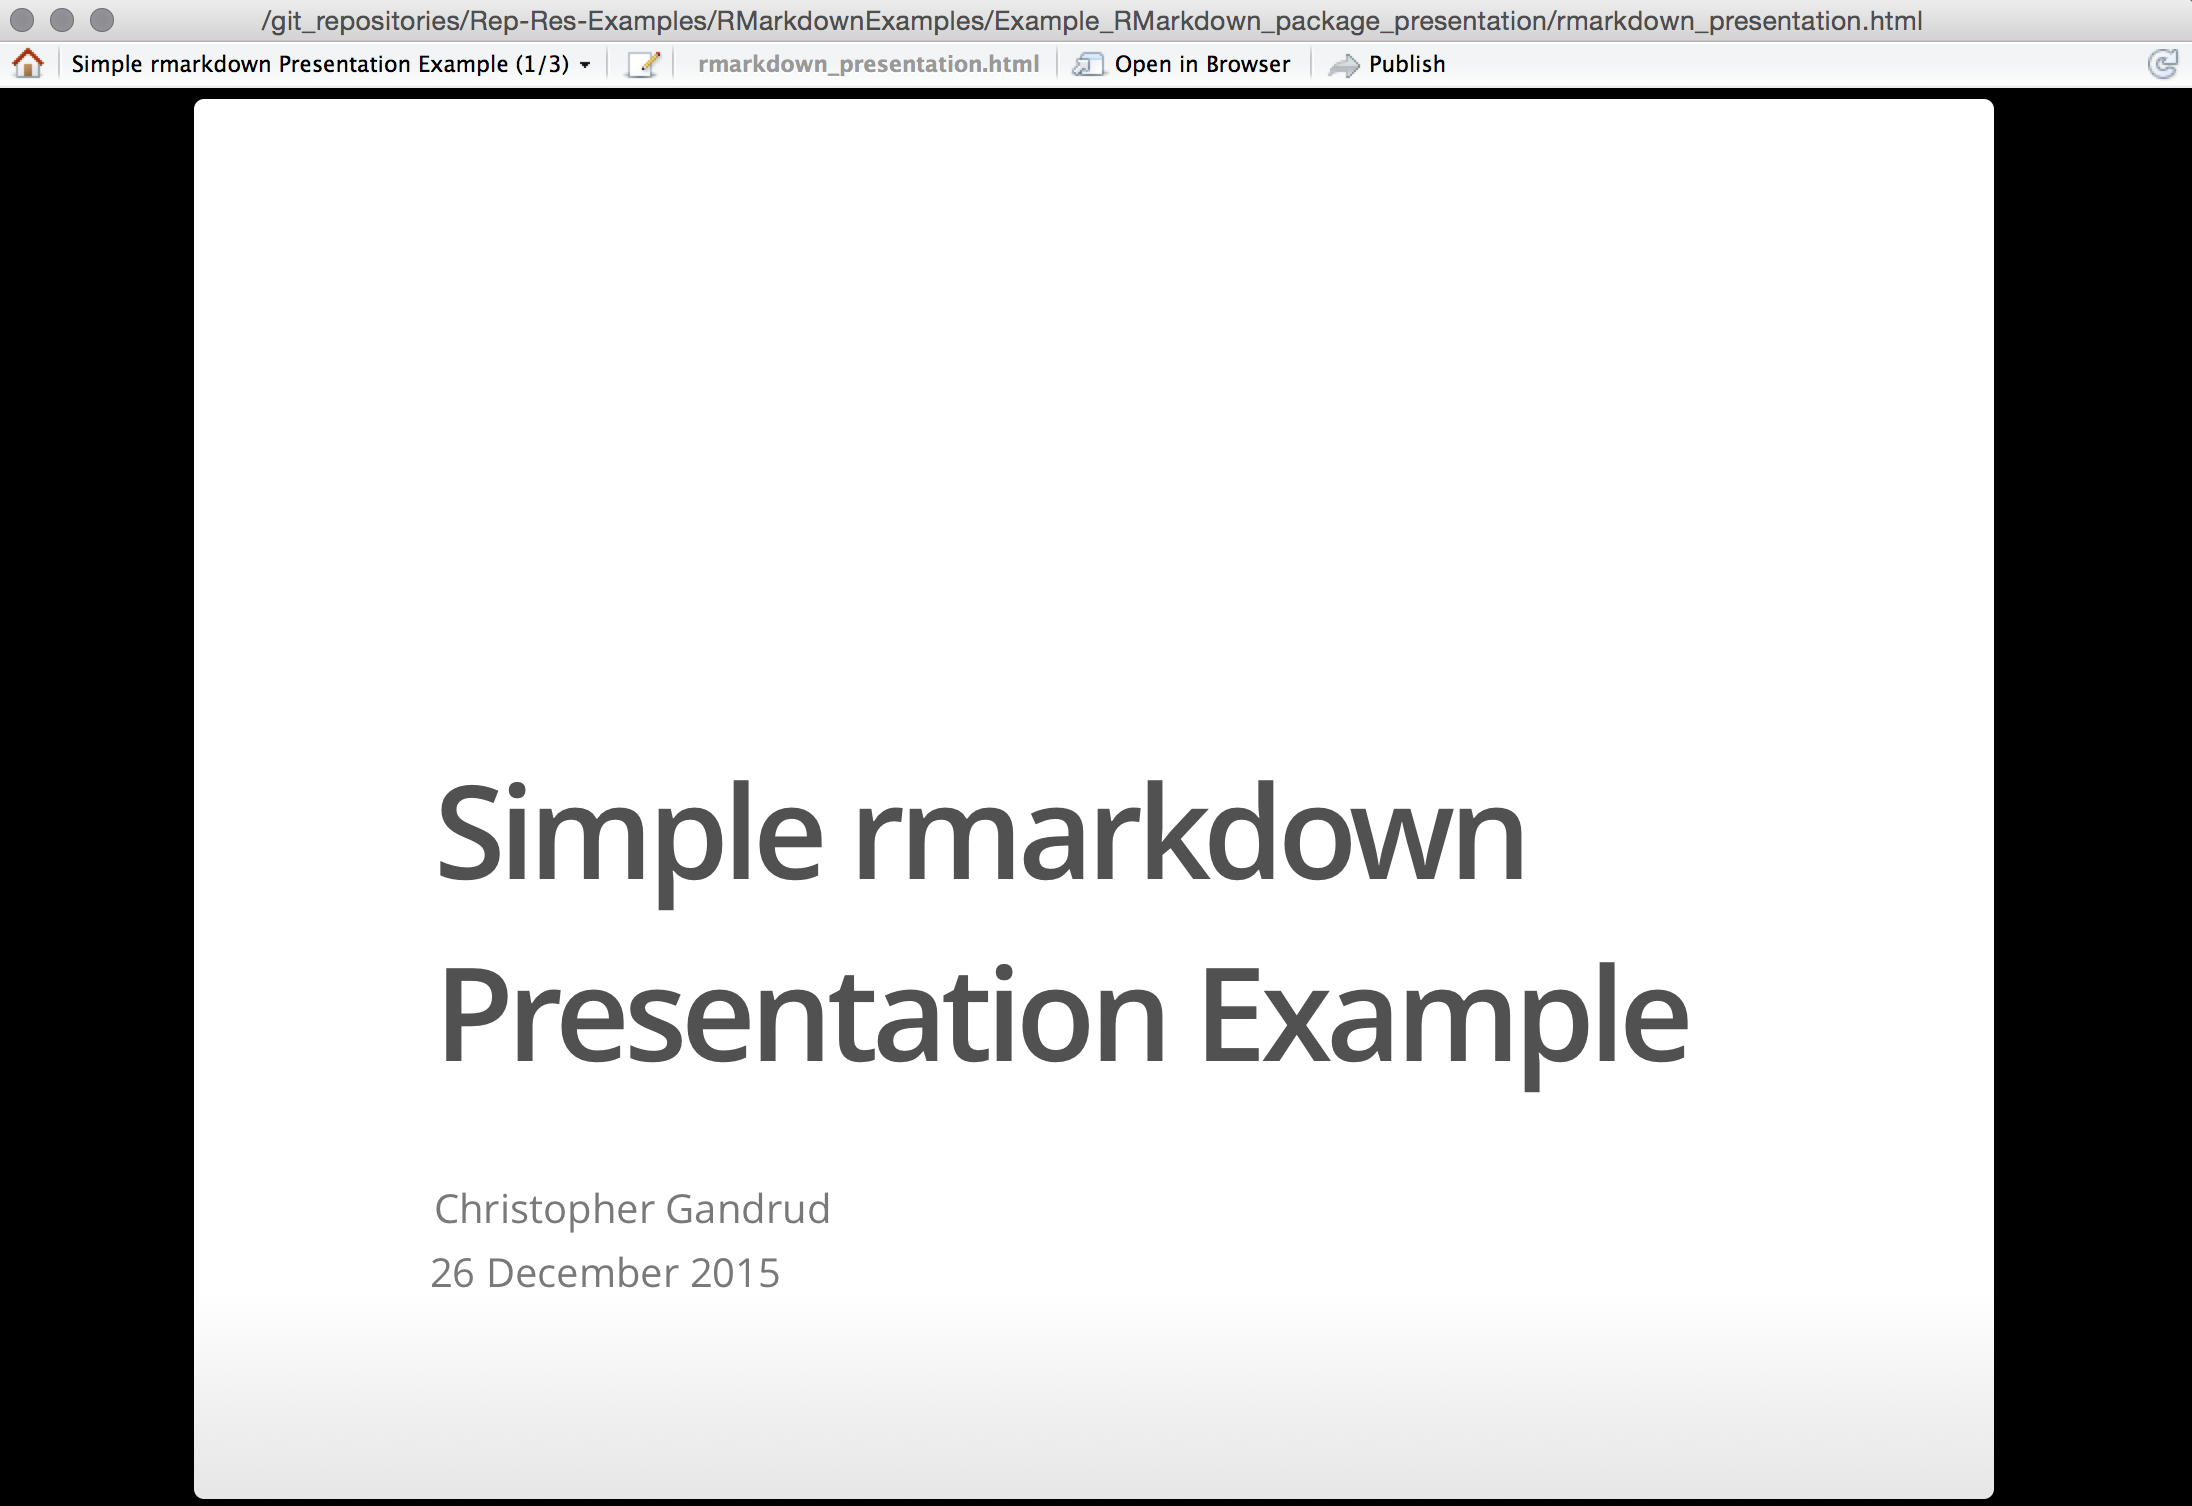 /git_repositories/Rep-Res-Examples/RMarkdownExamples/Example_RMarkdown_package_presentation/rmarkdown_presentation.html
Simple rmarkdown Presentation Example (1/3) rmarkdown_presentation.html Open in Browser Publish
Simple rmarkdown
Presentation Example
Christopher Gandrud
26 December 2015